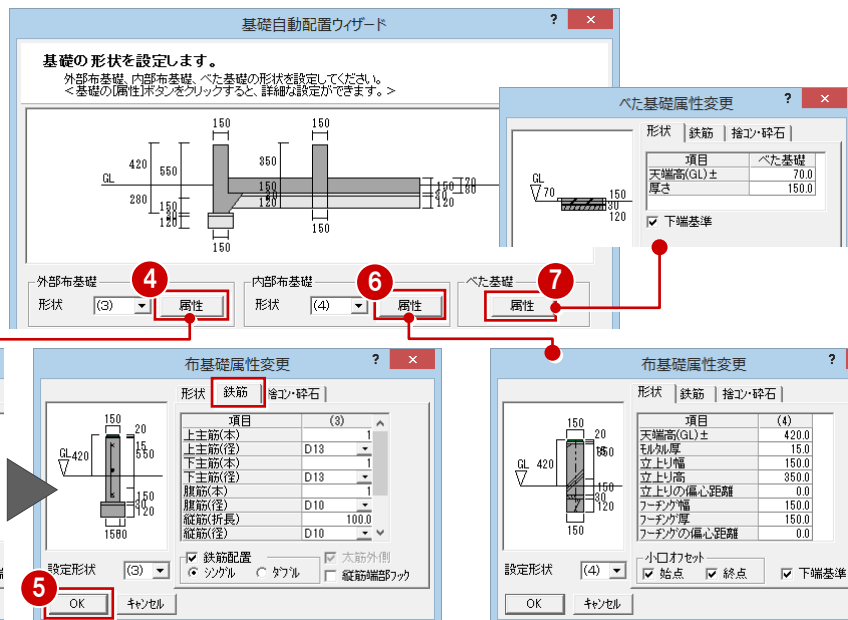 基礎自動配置ウィザード ? ×
基礎の形状を設定します。
外部布基礎、内部布基礎、べた基礎の形状を設定してください。
<基礎の[属性]ボタンをクリックすると、詳細な設定ができます。>
150 150
420 550 350
GL
280 150
120
150
120
150
150
外部布基礎
形状 (3) 属性
4
内部布基礎
形状 (4) 属性
6
べた基礎
属性
7
べた基礎属性変更 ? ×
形状 鉄筋 捨コン・砕石
項目 べた基礎
天端高(GL)± 70.0
厚さ 150.0
下端基準
GL
70 150
30
120
布基礎属性変更 ? ×
形状 鉄筋 捨コン・砕石
項目 (3)
上主筋(本) 1
上主筋(径) D13
下主筋(本) 1
下主筋(径) D13
腹筋(本) 1
腹筋(径) D10
縦筋(折長) 100.0
縦筋(径) D10
鉄筋配置 太筋外側
シングル ダブル 縦筋端部フック
150
20
GL 420
15
550
150
120
設定形状 (3)
5
OK キャンセル
布基礎属性変更 ?
形状 鉄筋 捨コン・砕石
項目 (4)
天端高(GL)± 420.0
モルタル厚 15.0
立上り幅 150.0
立上り高 350.0
立上りの偏心距離 0.0
フーチング幅 150.0
フーチング厚 150.0
フーチングの偏心距離 0.0
小口オフセット
始点 終点 下端基準
150
20
GL 420
150
120
150
設定形状 (4)
OK キャンセル